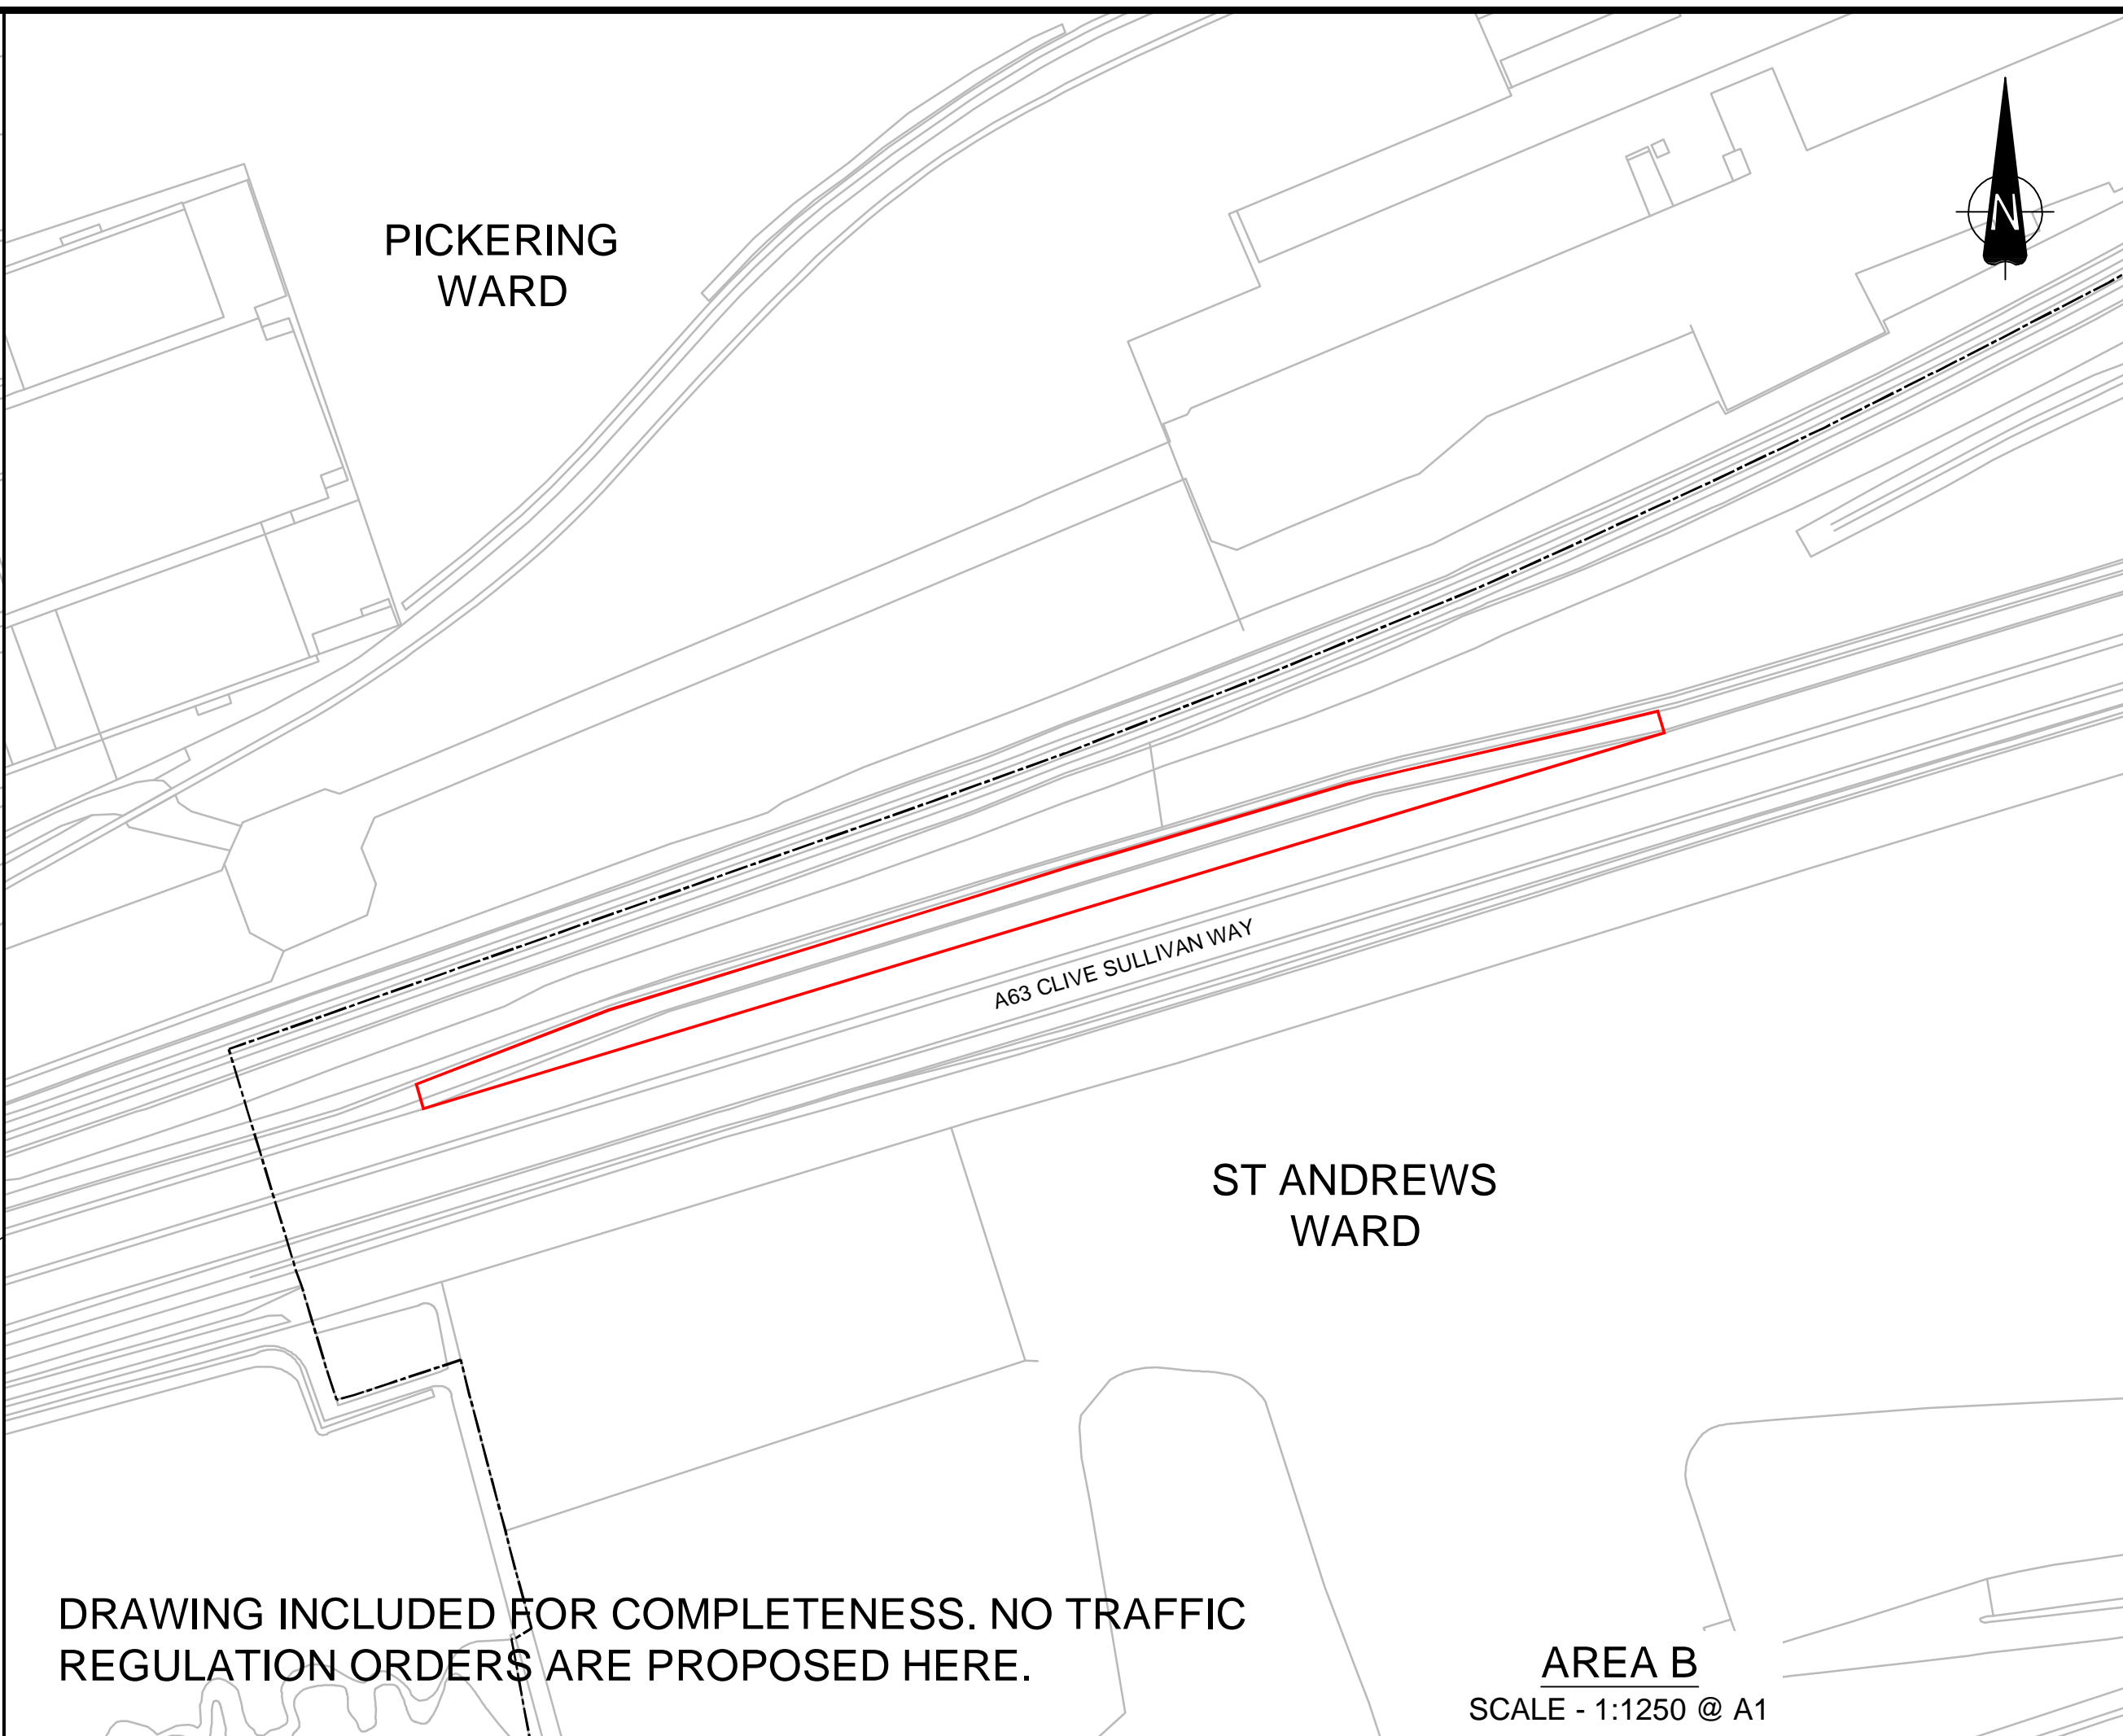 PICKERING
WARD
N
A63 CLIVE SULLIVAN WAY
ST ANDREWS
WARD
DRAWING INCLUDED FOR COMPLETENESS. NO TRAFFIC
REGULATION ORDERS ARE PROPOSED HERE.
AREA B
SCALE - 1:1250 @ A1